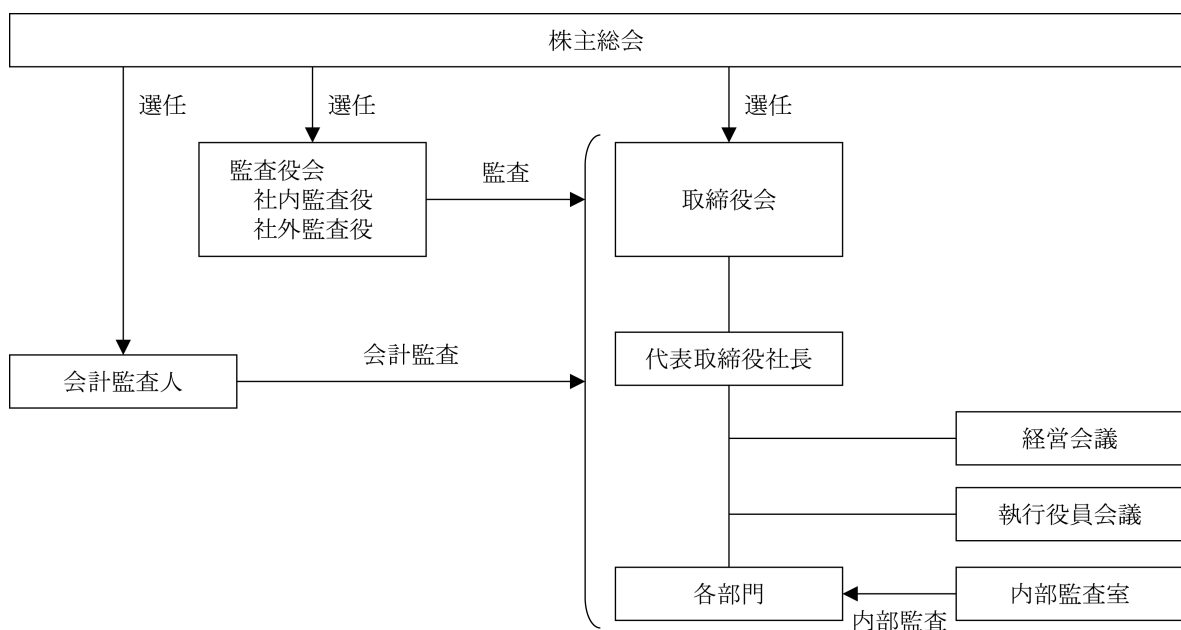 株主総会
選任
選任
選任
監査役会
社内監査役
社外監査役
監査
取締役会
会計監査人
会計監査
代表取締役社長
経営会議
執行役員会議
各部門
内部監査
内部監査室